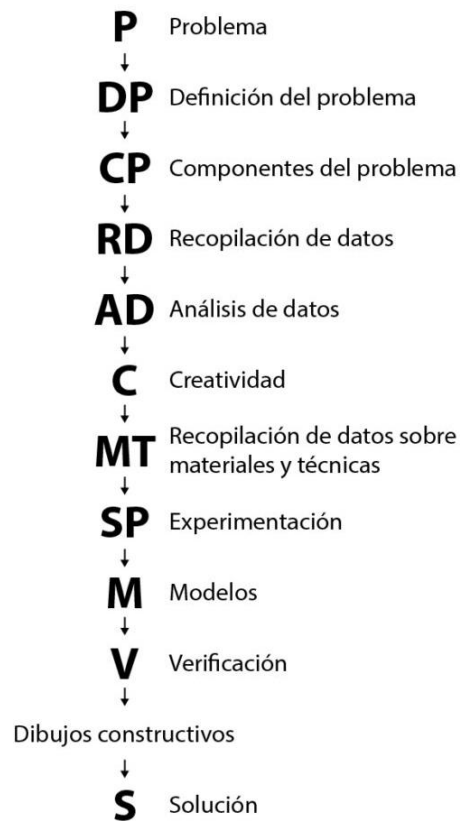 P Problema
DP Definición del problema
CP Componentes del problema
RD Recopilación de datos
AD Análisis de datos
C Creatividad
MT Recopilación de datos sobre
materiales y técnicas
SP Experimentación
M Modelos
V Verificación
Dibujos constructivos
S Solución